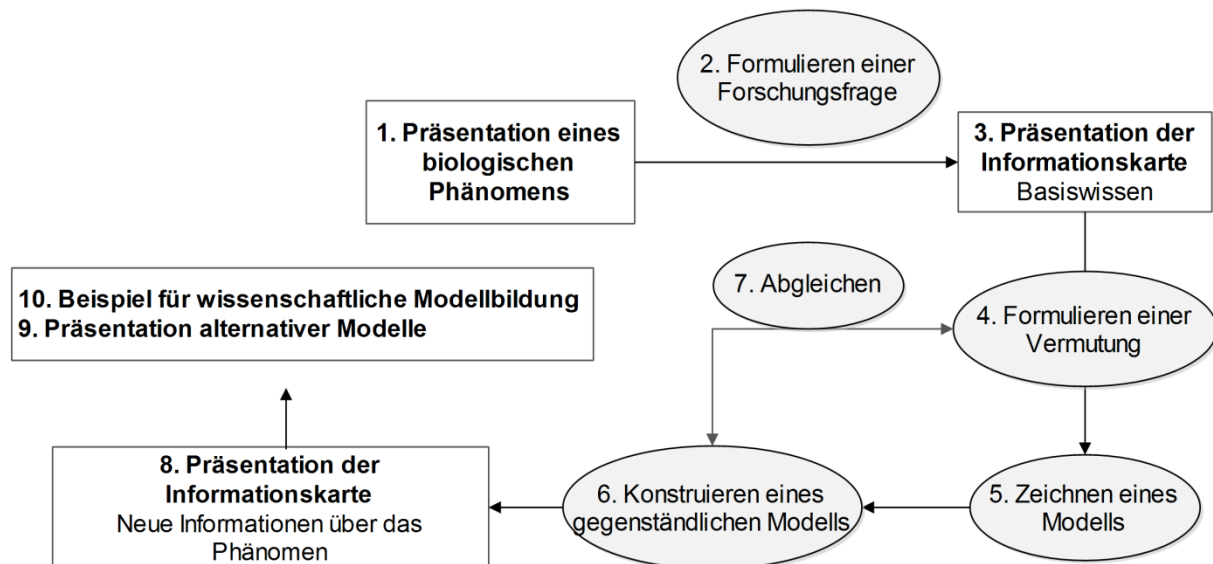 2. Formulieren einer
Forschungsfrage
1. Präsentation eines
biologischen
Phänomens
3. Präsentation der
Informationskarte
Basiswissen
7. Abgleichen
4. Formulieren einer
Vermutung
10. Beispiel für wissenschaftliche Modellbildung
9. Präsentation alternativer Modelle
8. Präsentation der
Informationskarte
Neue Informationen über das
Phänomen
6. Konstruieren eines
gegenständlichen Modells
5. Zeichnen eines
Modells